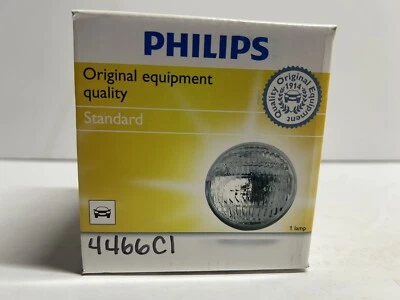 PHILIPS
Original equipment
quality
Quality Original Equipment
1914
Standard
1 lamp
4466C1